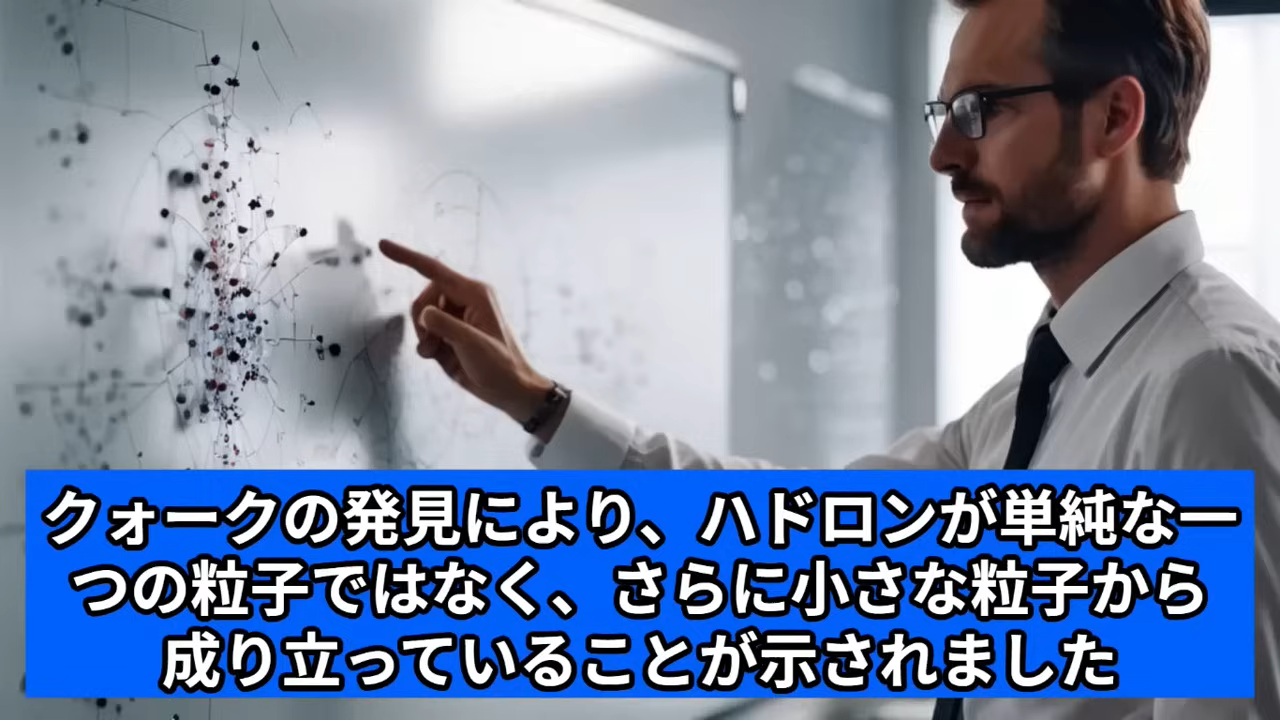 クォークの発見により、ハドロンが単純な一
つの粒子ではなく、さらに小さな粒子から
成り立っていることが示されました